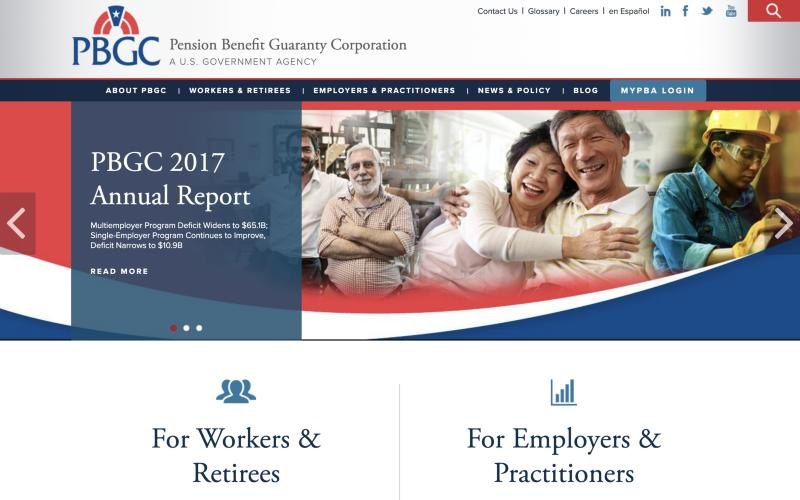 Contact Us | Glossary | Careers | en Español
PBGC
Pension Benefit Guaranty Corporation
A U.S. GOVERNMENT AGENCY
ABOUT PBGC | WORKERS & RETIREES | EMPLOYERS & PRACTITIONERS | NEWS & POLICY | BLOG MYPBA LOGIN
PBGC 2017
Annual Report
Multiemployer Program Deficit Widens to $65.1B;
Single-Employer Program Continues to Improve,
Deficit Narrows to $10.9B
READ MORE
For Workers &
Retirees
For Employers &
Practitioners